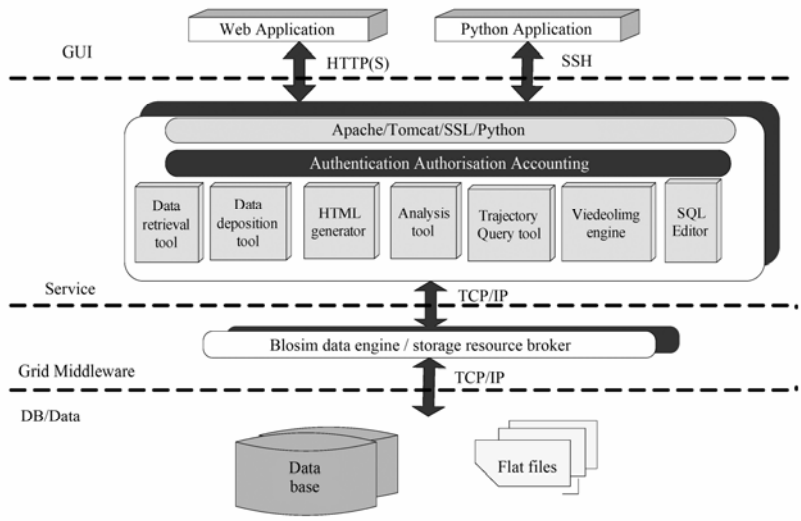 Web Application
Python Application
GUI
HTTP(S)
SSH
Apache/Tomcat/SSL/Python
Authentication Authorisation Accounting
Data
retrieval
tool
Data
deposition
tool
HTML
generator
Analysis
tool
Trajectory
Query tool
Viedeolimg
engine
SQL
Editor
Service
TCP/IP
Blosim data engine / storage resource broker
Grid Middleware
TCP/IP
DB/Data
Data
base
Flat files